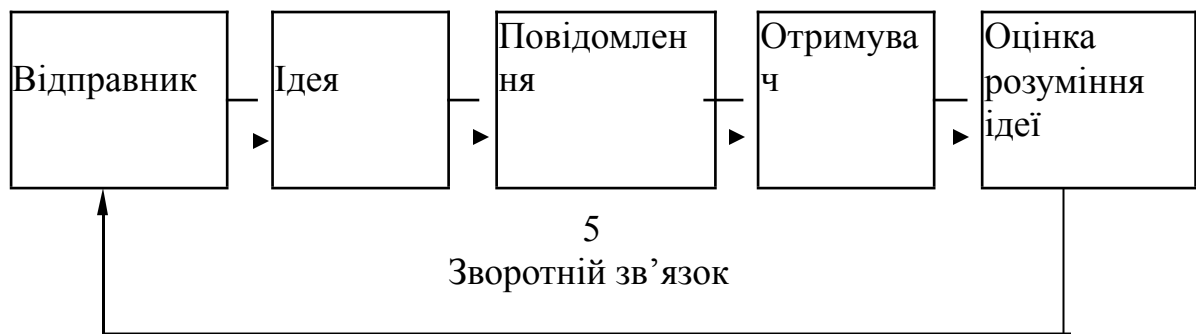 Відправник
Ідея
Повідомлен
ня
Отримува
ч
Оцінка
розуміння
ідеї
5
Зворотній зв’язок